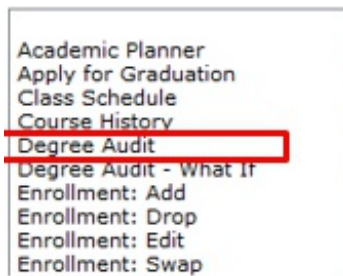 Academic Planner
Apply for Graduation
Class Schedule
Course History
Degree Audit
Degree Audit - What If
Enrollment: Add
Enrollment: Drop
Enrollment: Edit
Enrollment: Swap